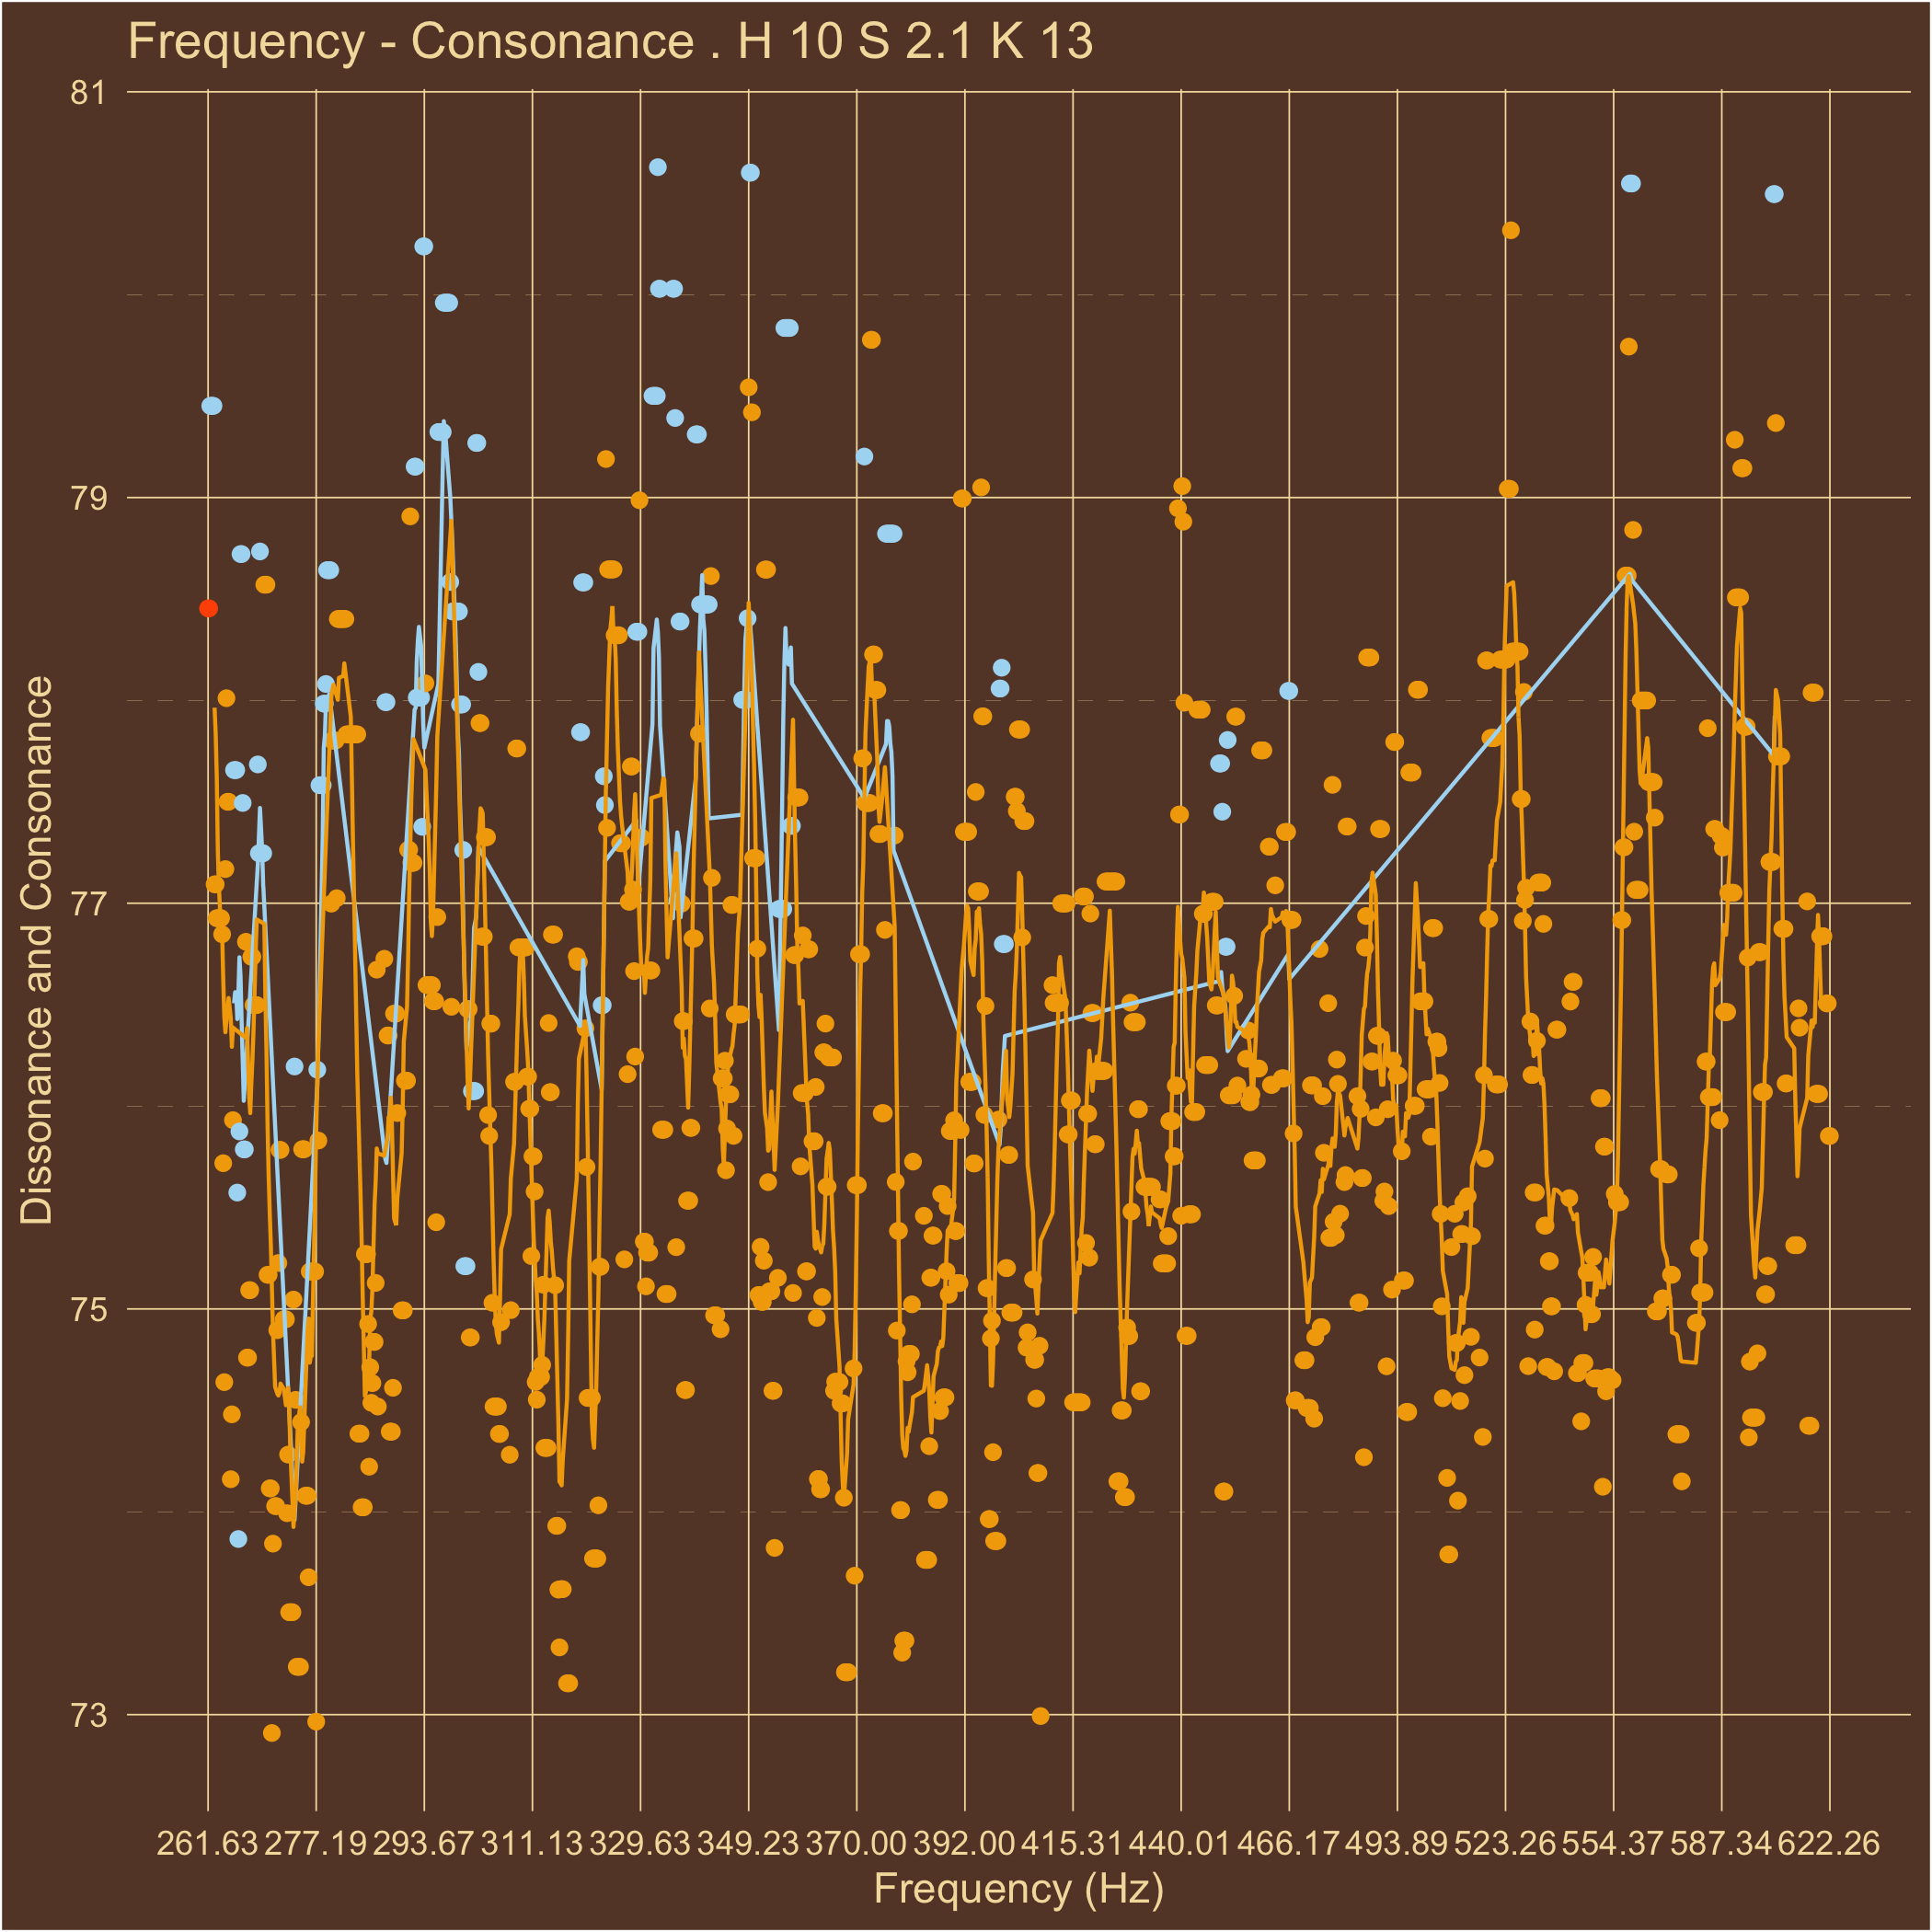 Frequency - Consonance . H 10 S 2.1 K 13
81
79
77
75
73
Dissonance and Consonance
261.63 277.19 293.67 311.13 329.63 349.23 370.00 392.00 415.31 440.01 466.17 493.89 523.26 554.37 587.34 622.26
Frequency (Hz)